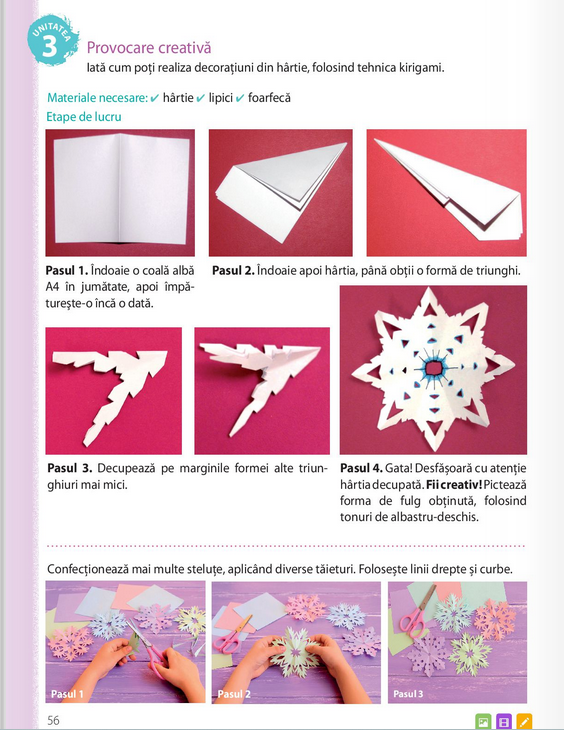 UNITATEA
3
Provocare creativă
Iată cum poți realiza decorațiuni din hârtie, folosind tehnica kirigami.
Materiale necesare: ✔ hârtie ✔ lipici ✔ foarfecă
Etape de lucru
Pasul 1. Îndoaie o coală albă
A4 în jumătate, apoi împă-
turește-o încă o dată.
Pasul 2. Îndoaie apoi hârtia, până obții o formă de triunghi.
Pasul 3. Decupează pe marginile formei alte triun-
ghiuri mai mici.
Pasul 4. Gata! Desfășoară cu atenție
hârtia decupată. Fii creativ! Pictează
forma de fulg obținută, folosind
tonuri de albastru-deschis.
Confecționează mai multe steluțe, aplicând diverse tăieturi. Folosește linii drepte și curbe.
Pasul 1
Pasul 2
Pasul 3
56